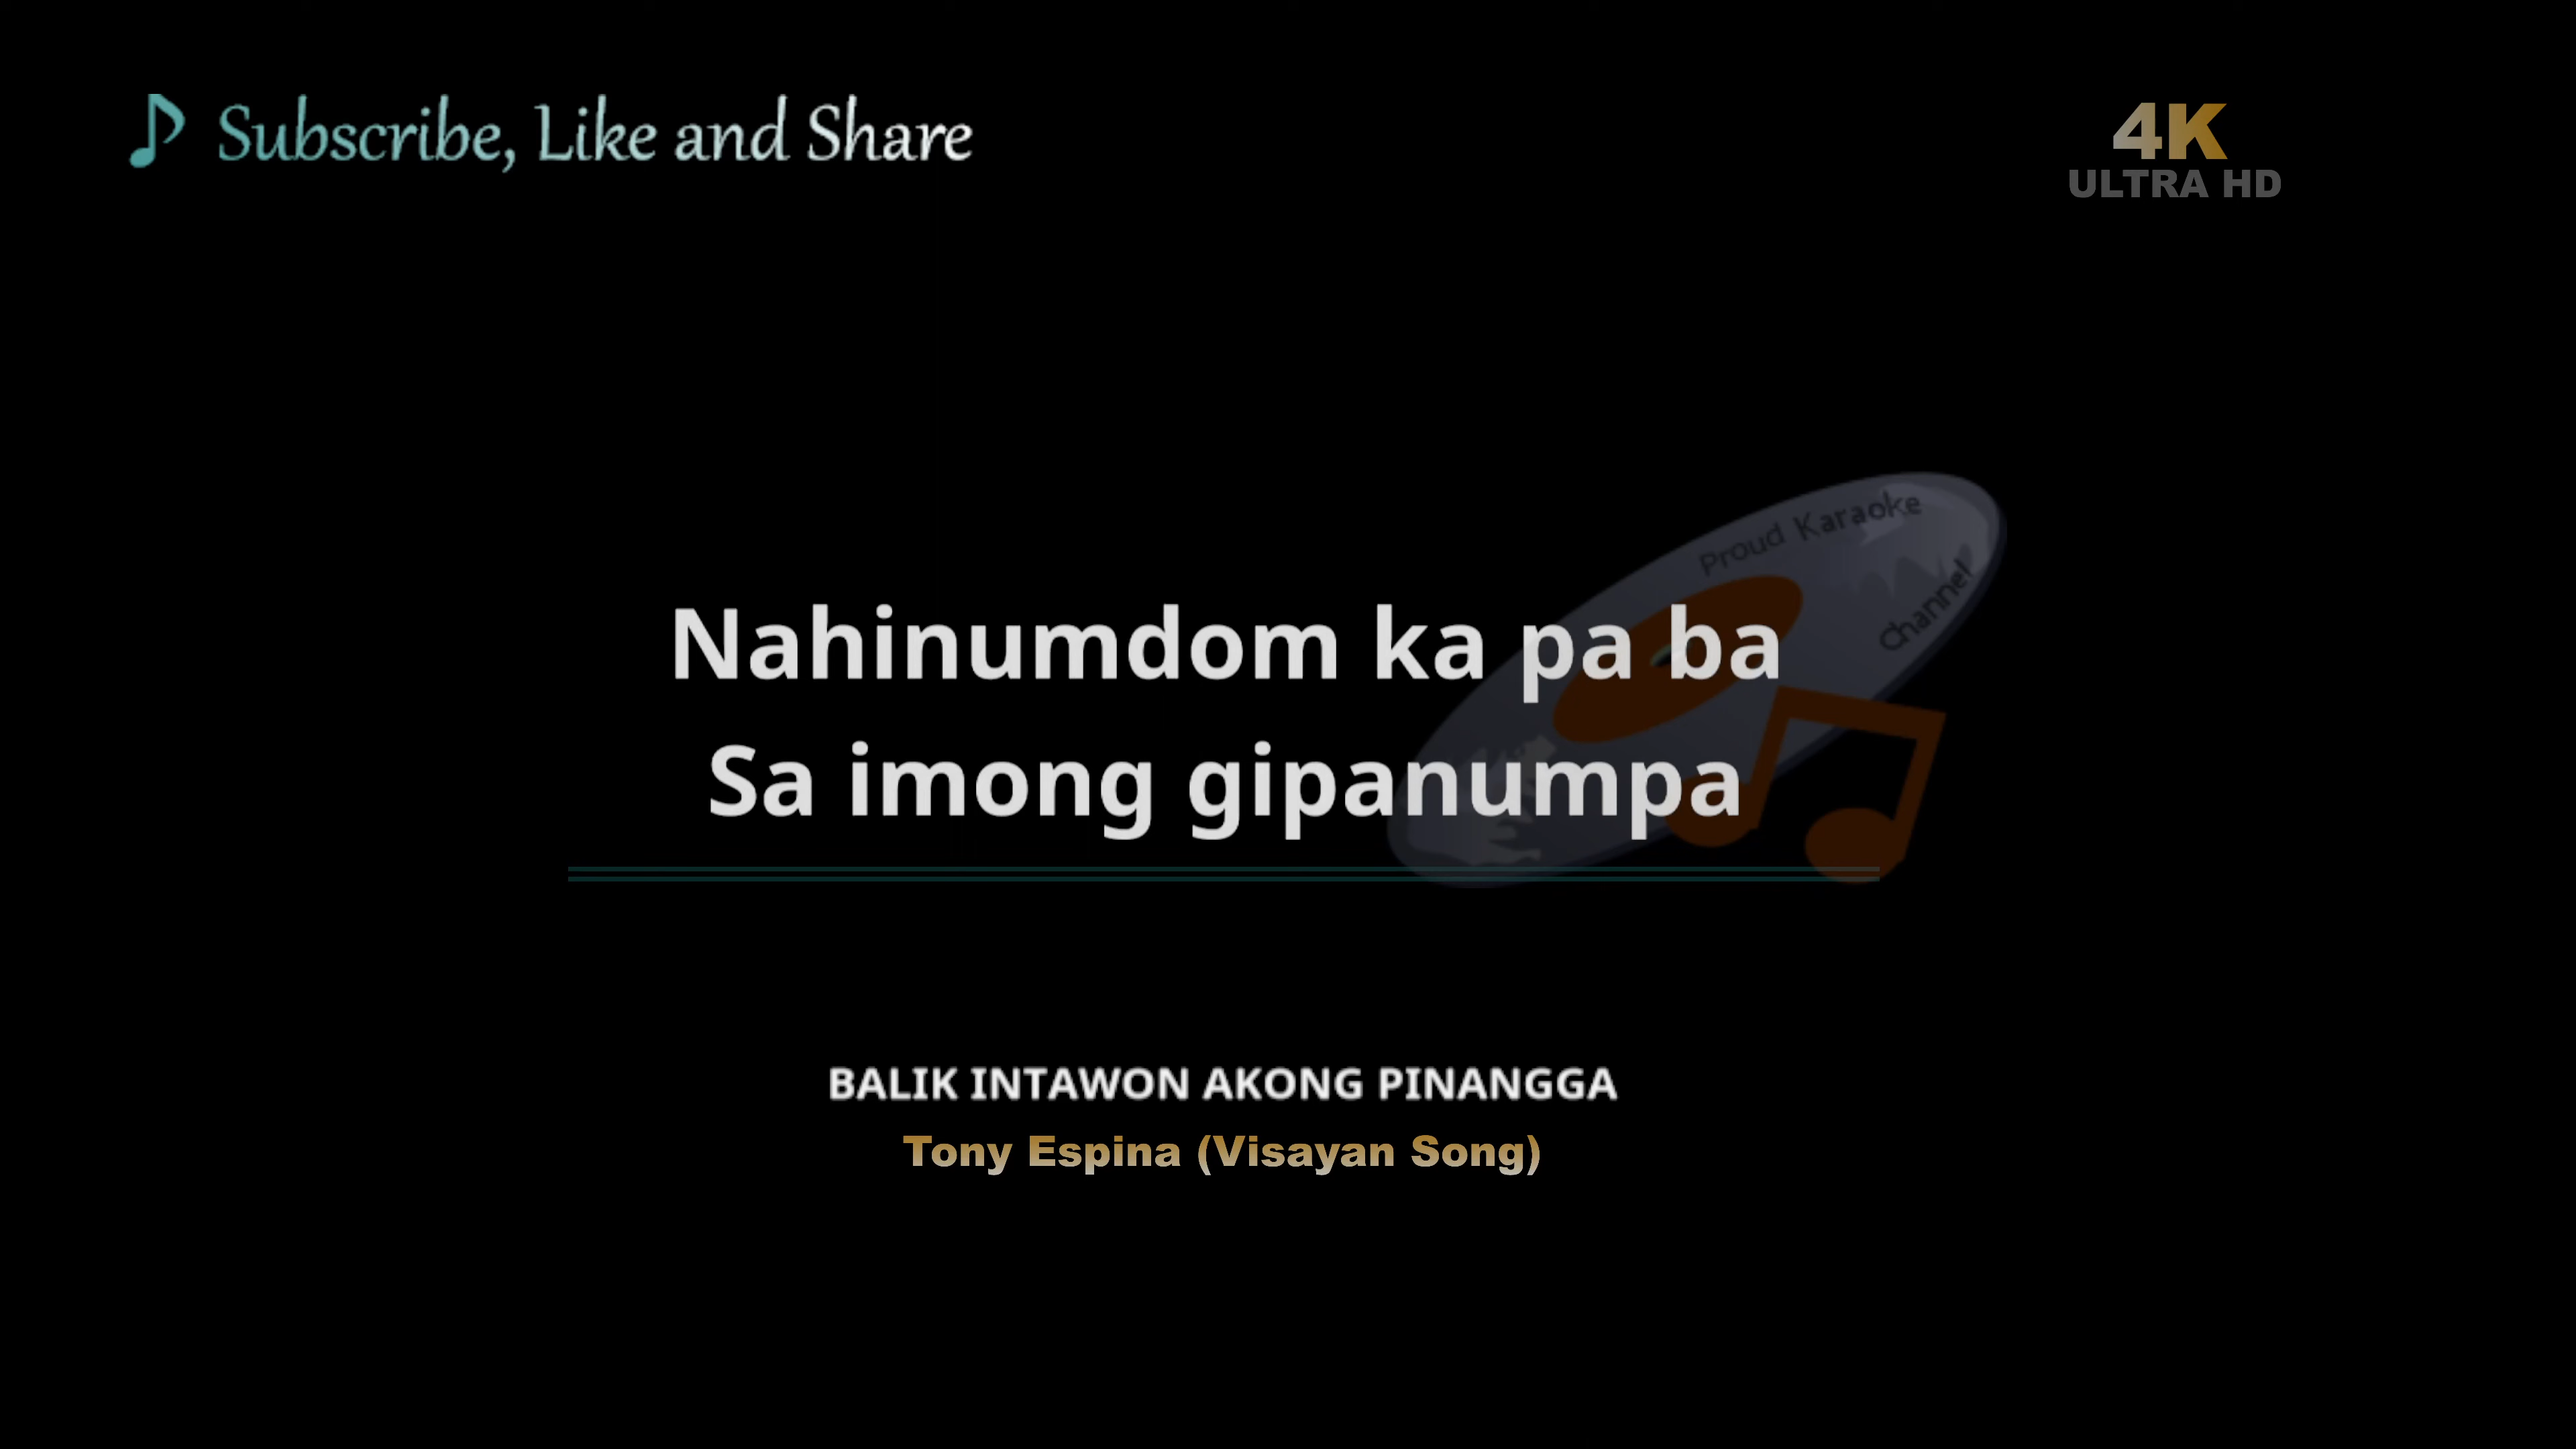 Subscribe, Like and Share
4K
ULTRA HD
Proud Karaoke
Channel
Nahinumdom ka pa ba
Sa imong gipanumpa
BALIK INTAWON AKONG PINANGGA
Tony Espina (Visayan Song)